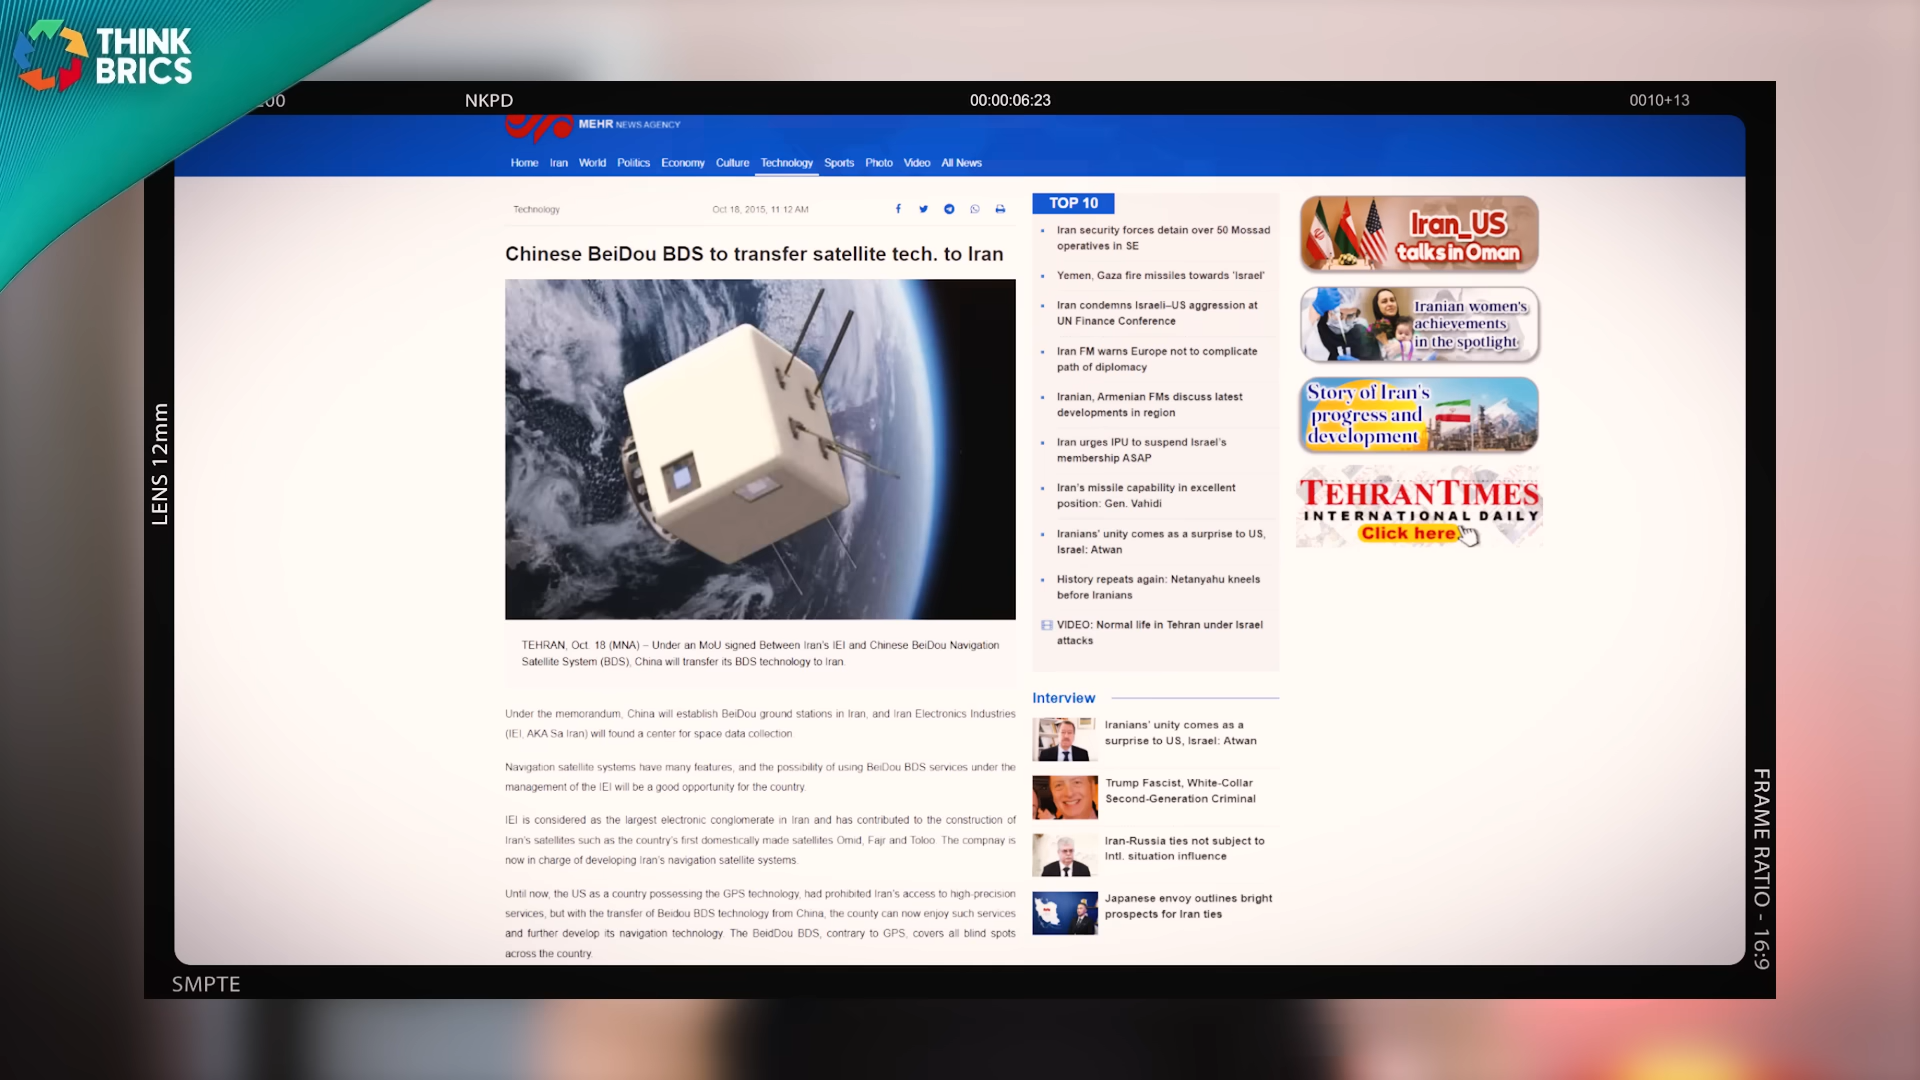 THINK
BRICS
NKPD
00:00:06:23
0010+13
MEHR NEWS AGENCY
Home Iran World Politics Economy Culture Technology Sports Photo Video All News
Technology
Oct 18, 2015, 11:12 AM
Chinese BeiDou BDS to transfer satellite tech. to Iran
TEHRAN, Oct. 18 (MNA) – Under an MoU signed Between Iran's IEI and Chinese BeiDou Navigation
Satellite System (BDS), China will transfer its BDS technology to Iran.
Under the memorandum, China will establish BeiDou ground stations in Iran, and Iran Electronics Industries
(IEI, AKA Sa Iran) will found a center for space data collection.
Navigation satellite systems have many features, and the possibility of using BeiDou BDS services under the
management of the IEI will be a good opportunity for the country.
IEI is considered as the largest electronic conglomerate in Iran and has contributed to the construction of
Iran's satellites such as the country's first domestically made satellites Omid, Fajr and Toloo. The compnay is
now in charge of developing Iran's navigation satellite systems.
Until now, the US as a country possessing the GPS technology, had prohibited Iran's access to high-precision
services, but with the transfer of Beidou BDS technology from China, the county can now enjoy such services
and further develop its navigation technology. The BeidDou BDS, contrary to GPS, covers all blind spots
across the country.
TOP 10
Iran security forces detain over 50 Mossad
operatives in SE
Yemen, Gaza fire missiles towards 'Israel'
Iran condemns Israeli–US aggression at
UN Finance Conference
Iran FM warns Europe not to complicate
path of diplomacy
Iranian, Armenian FMs discuss latest
developments in region
Iran urges IPU to suspend Israel's
membership ASAP
Iran's missile capability in excellent
position: Gen. Vahidi
Iranians' unity comes as a surprise to US,
Israel: Atwan
History repeats again: Netanyahu kneels
before Iranians
VIDEO: Normal life in Tehran under Israel
attacks
Interview
Iranians' unity comes as a
surprise to US, Israel: Atwan
Trump Fascist, White-Collar
Second-Generation Criminal
Iran-Russia ties not subject to
Intl. situation influence
Japanese envoy outlines bright
prospects for Iran ties
Iran_US
talks in Oman
Iranian women's
achievements
in the spotlight
Story of Iran's
progress and
development
TEHRANTIMES
INTERNATIONAL DAILY
Click here
LENS 12mm
FRAME RATIO - 16:9
SMPTE